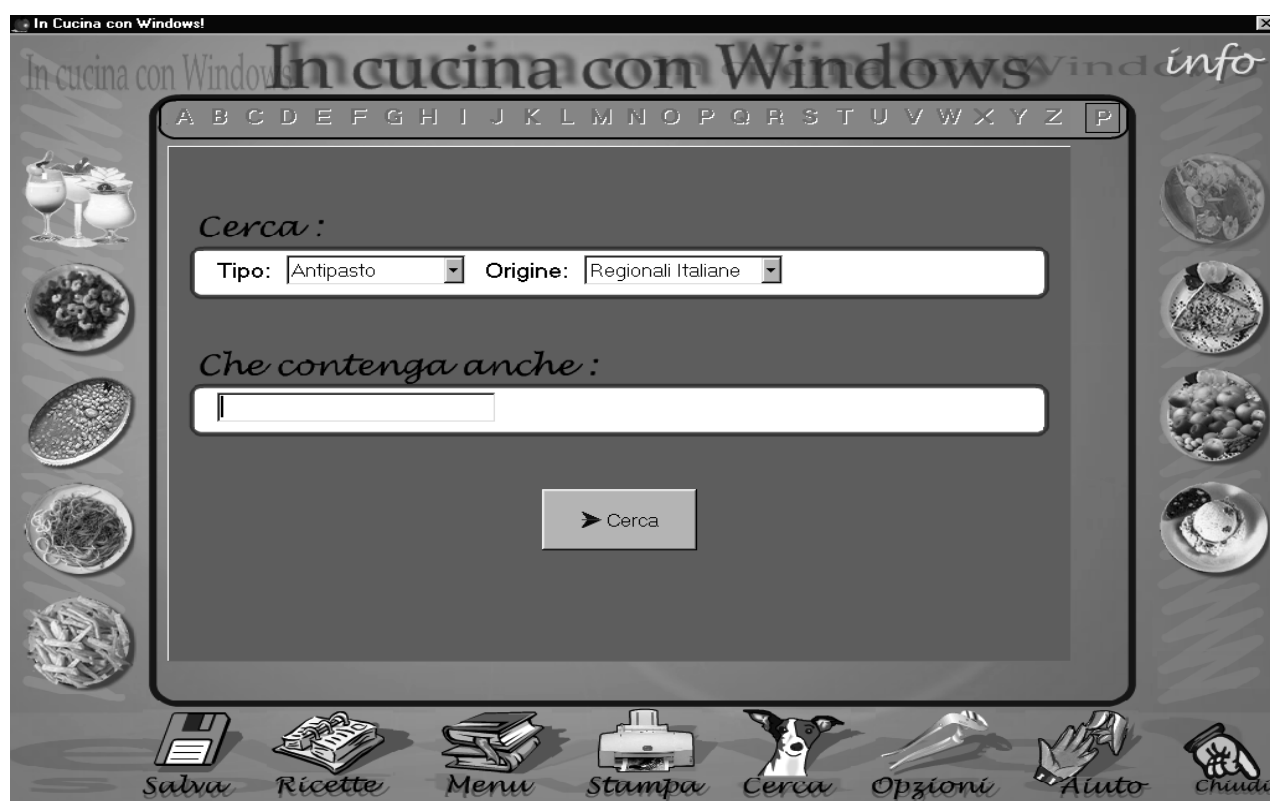 In Cucina con Windows!
In cucina con Windows
In cucina con Windows
Wind
info
A B C D E F G H I J K L M N O P Q R S T U V W X Y Z P
Cerca :
Tipo: Antipasto Origine: Regionali Italiane
Che contenga anche :
Cerca
Salva Ricette Menu Stampa Cerca Opzioni Aiuto Chiudi